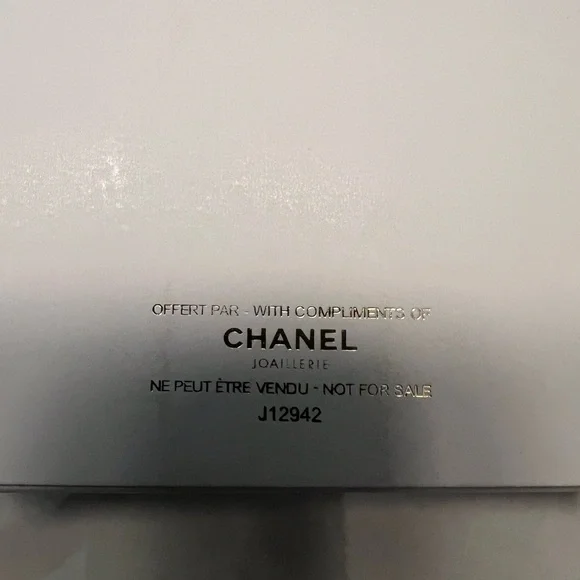 OFFERT PAR - WITH COMPLIMENTS OF
CHANEL
JOAILLERIE
NE PEUT ÊTRE VENDU - NOT FOR SALE
J12942